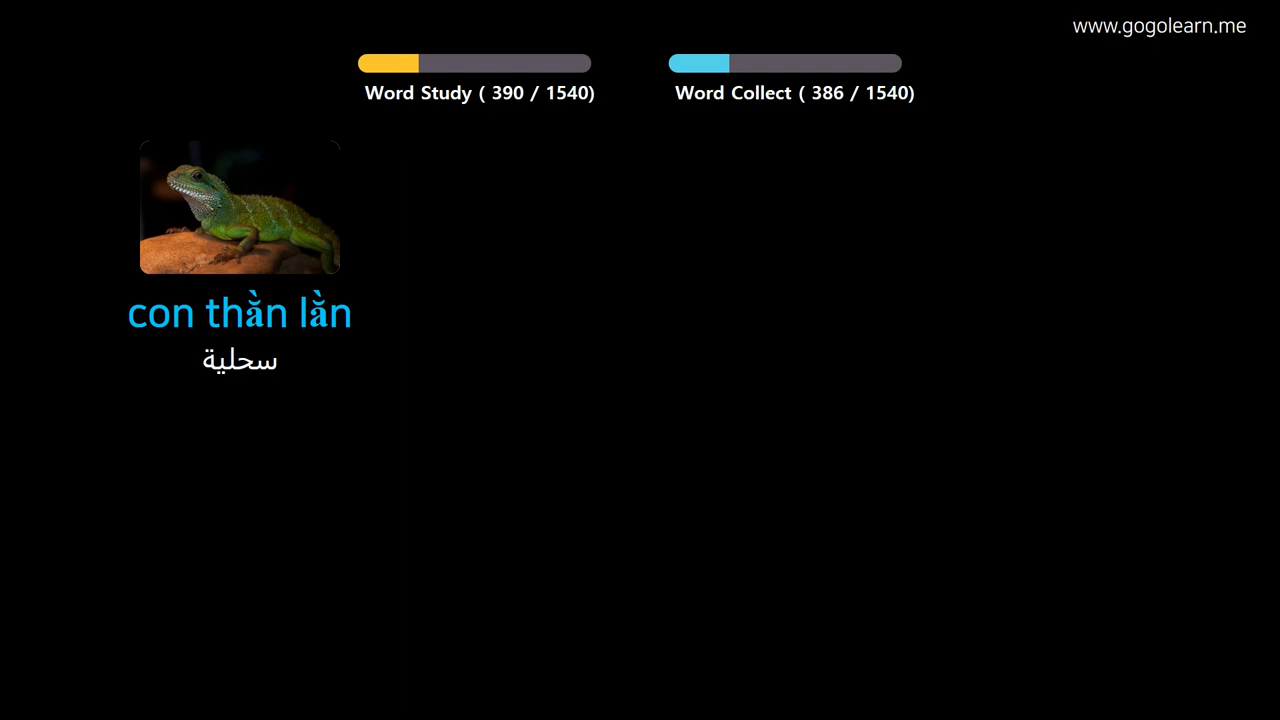 www.gogolearn.me
Word Study ( 390 / 1540)
Word Collect ( 386 / 1540)
con thằn lằn
سحلية